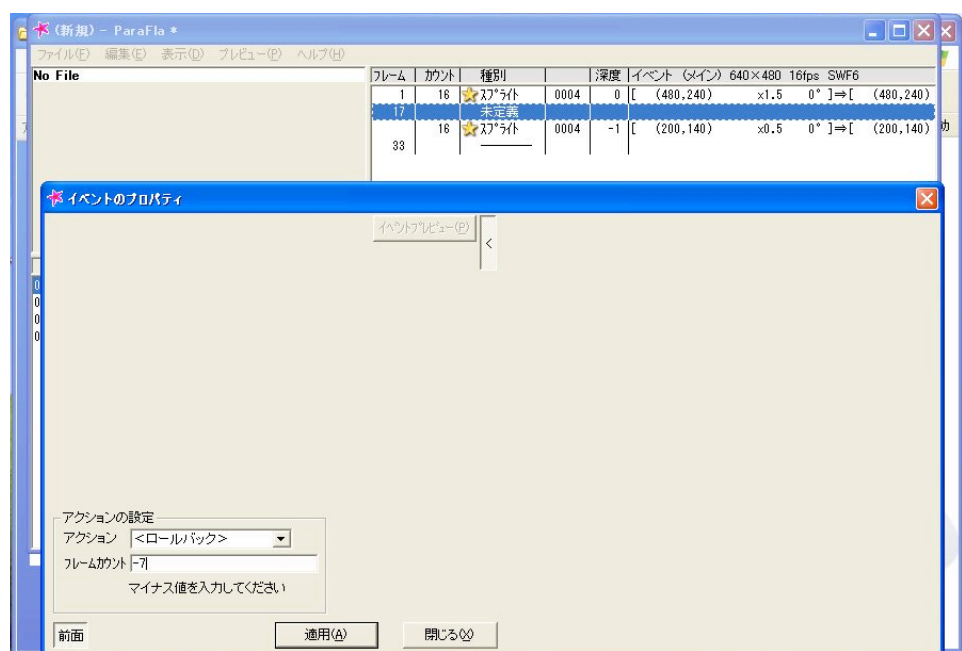 (新規) - ParaFla *
ファイル(F) 編集(E) 表示(D) プレビュー(P) ヘルプ(H)
No File
フレーム カウント 種別 深度 イベント (メイン) 640×480 16fps SWF6
1 16 スプライト 0004 0 [ (480,240) ×1.5 0° ]⇒[ (480,240)
17 未定義
16 スプライト 0004 -1 [ (200,140) ×0.5 0° ]⇒[ (200,140)
33
イベントのプロパティ
イベントプレビュー(P) <
0
0
0
0
アクションの設定
アクション <ロールバック>
フレームカウント -7
マイナス値を入力してください
前面 適用(A) 閉じる(X)